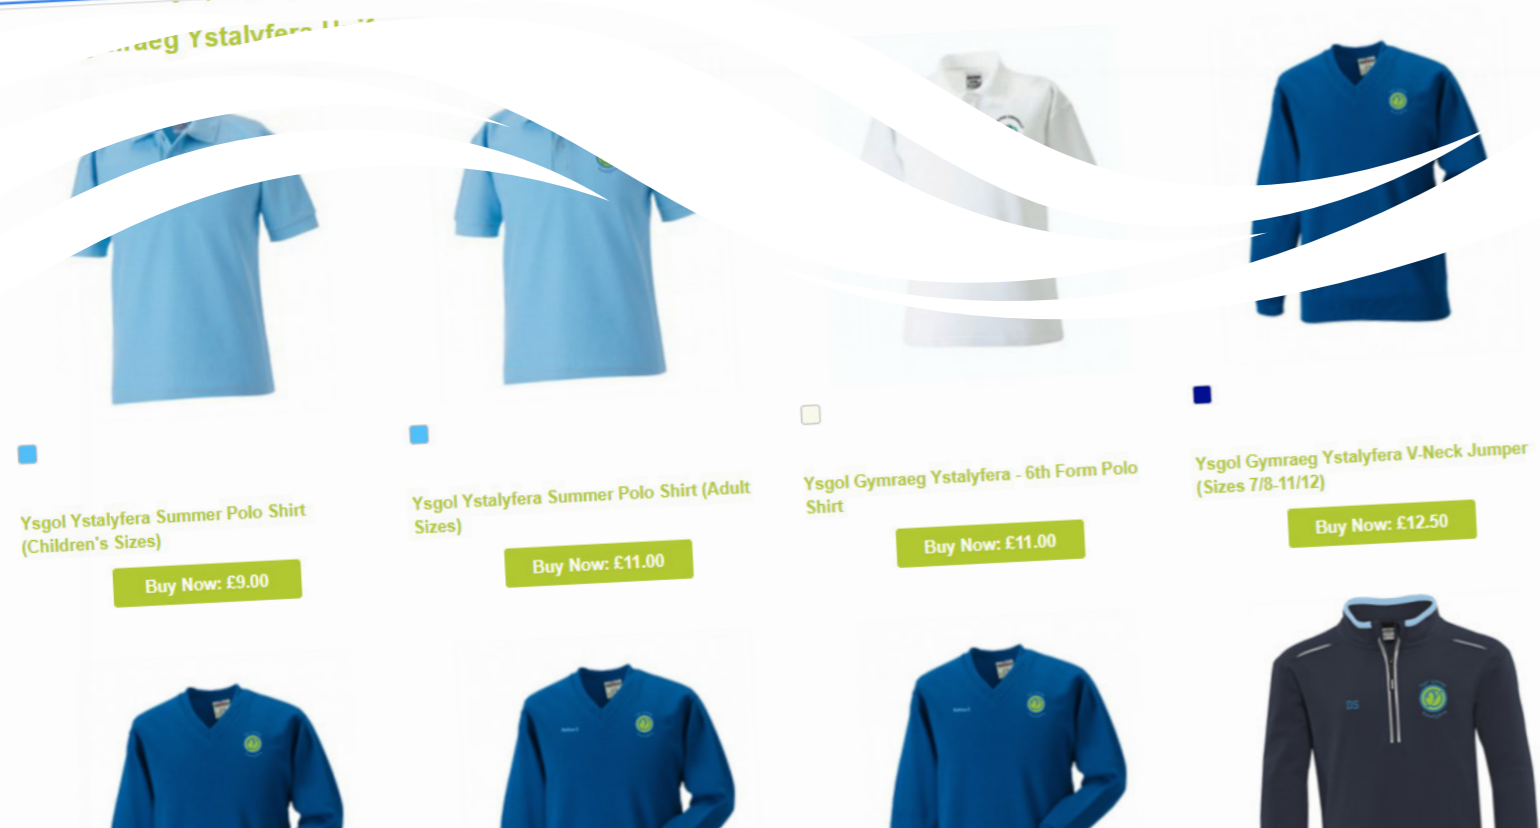 Ystalyfera
Ysgol Ystalyfera Summer Polo Shirt
(Children's Sizes)
Buy Now: £9.00
Ysgol Ystalyfera Summer Polo Shirt (Adult
Sizes)
Buy Now: £11.00
Ysgol Gymraeg Ystalyfera - 6th Form Polo
Shirt
Buy Now: £11.00
Ysgol Gymraeg Ystalyfera V-Neck Jumper
(Sizes 7/8-11/12)
Buy Now: £12.50
DS